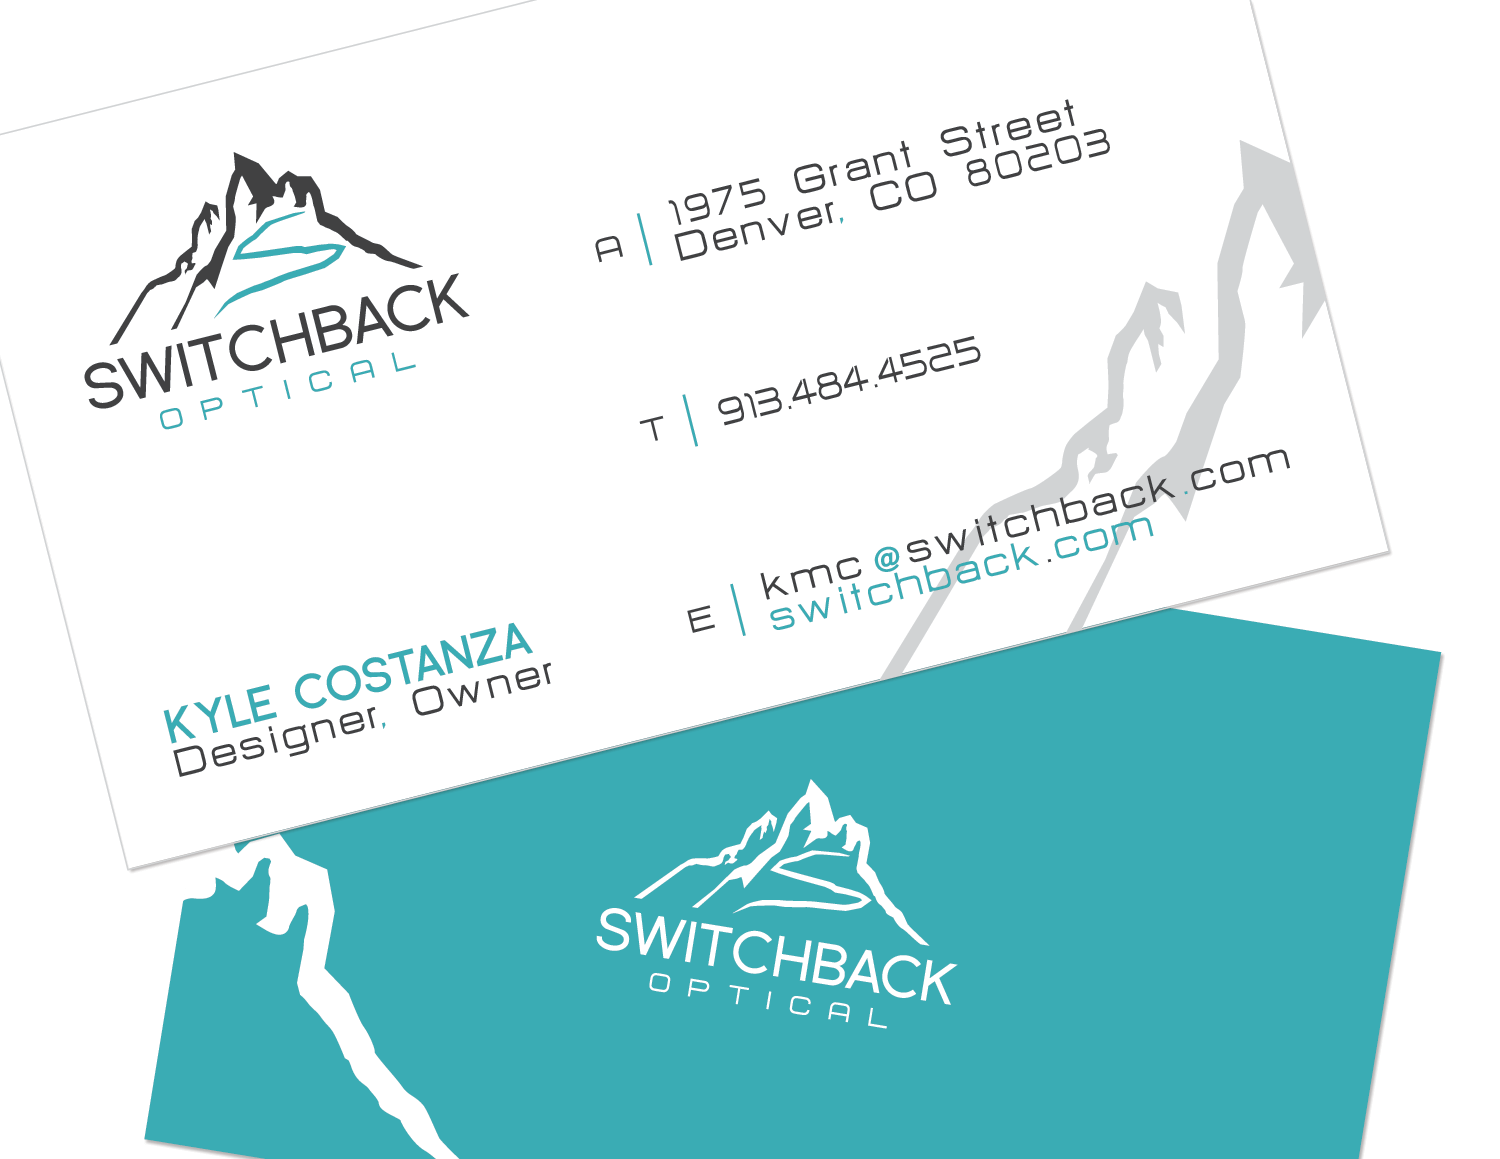 SWITCHBACK
OPTICAL
A | 1975 Grant Street
Denver, CO 80203
T | 913.484.4525
E | kmc@switchback.com
switchback.com
KYLE COSTANZA
Designer, Owner
SWITCHBACK
OPTICAL